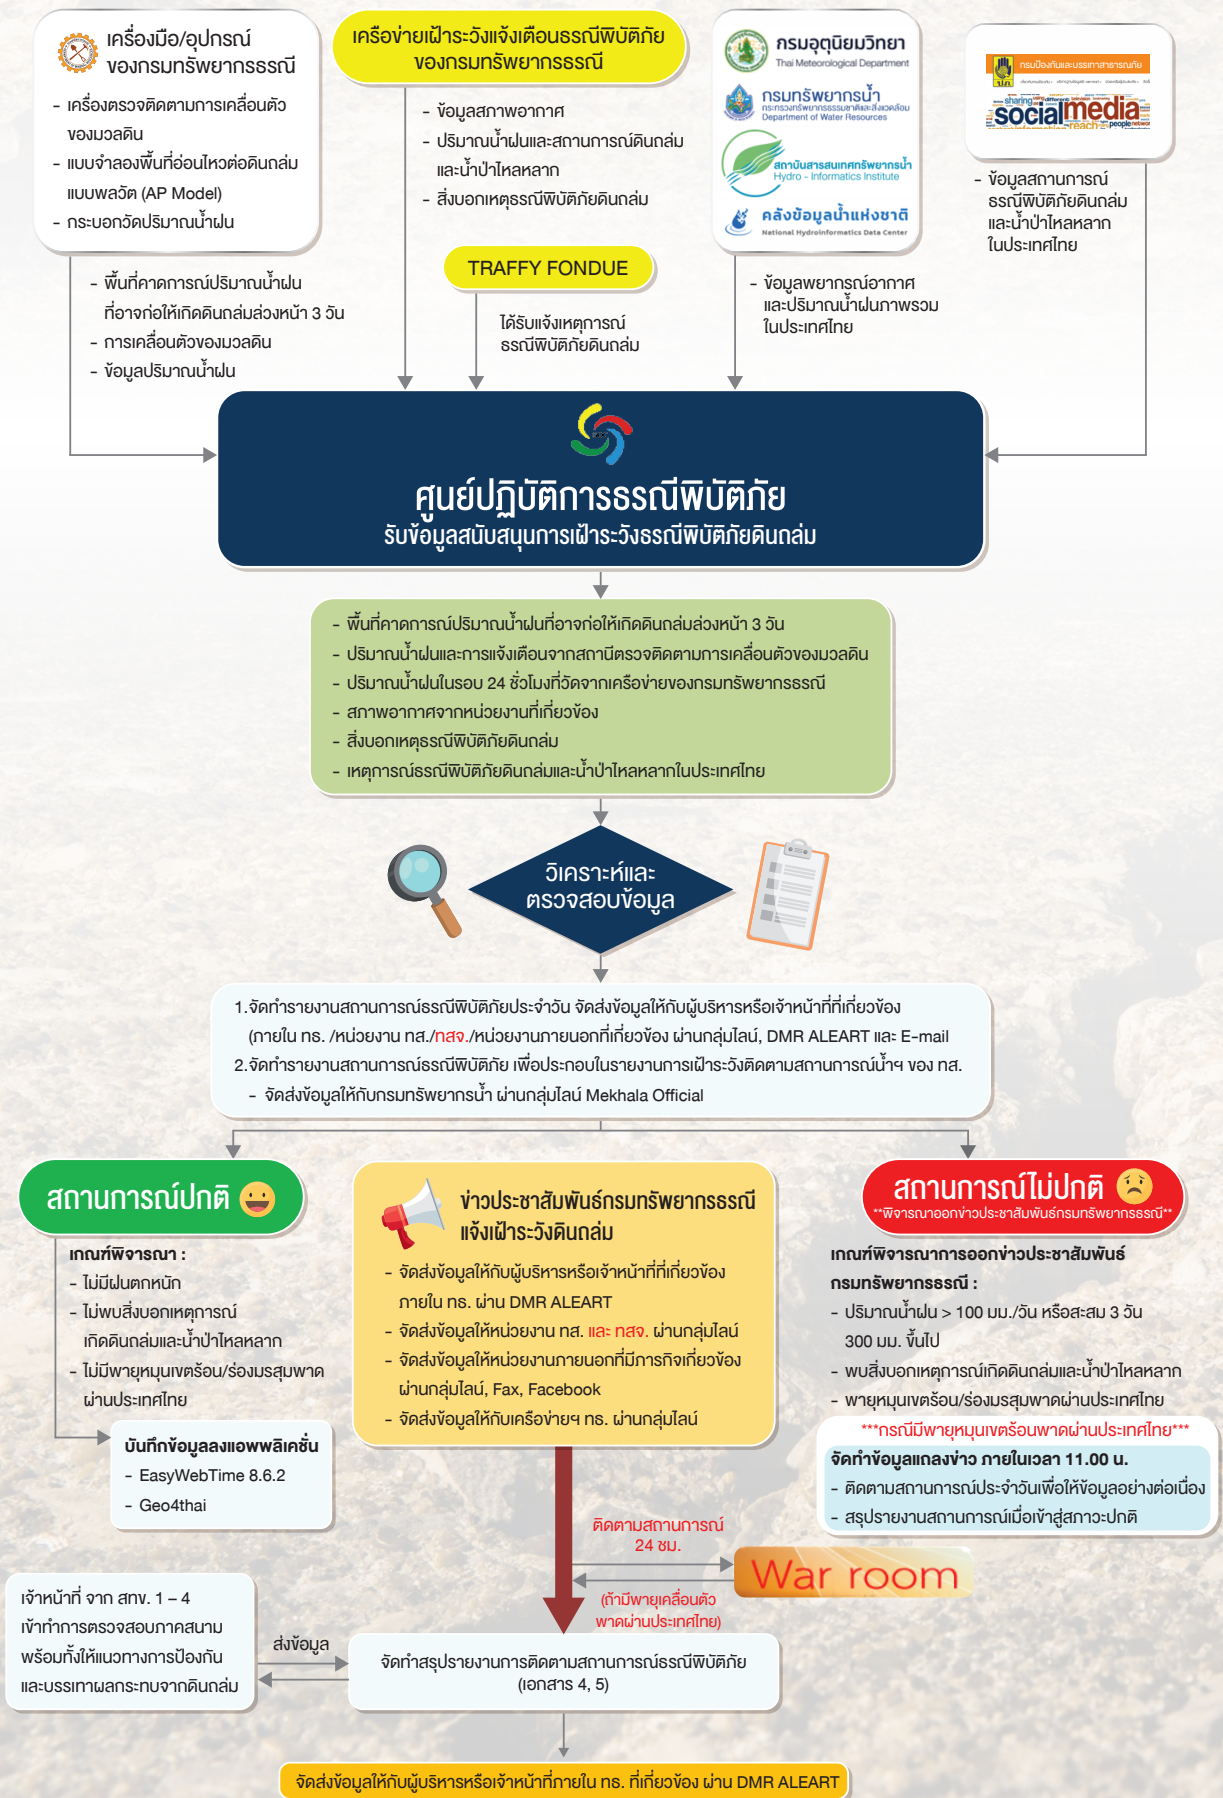 เครื่องมือ/อุปกรณ์
ของกรมทรัพยากรธรณี
- เครื่องตรวจติดตามการเคลื่อนตัว
ของมวลดิน
- แบบจำลองพื้นที่อ่อนไหวต่อดินถล่ม
แบบพลวัต (AP Model)
- กระบอกวัดปริมาณน้ำฝน
- พื้นที่คาดการณ์ปริมาณน้ำฝน
ที่อาจก่อให้เกิดดินถล่มล่วงหน้า 3 วัน
- การเคลื่อนตัวของมวลดิน
- ข้อมูลปริมาณน้ำฝน
เครือข่ายเฝ้าระวังแจ้งเตือนธรณีพิบัติภัย
ของกรมทรัพยากรธรณี
- ข้อมูลสภาพอากาศ
- ปริมาณน้ำฝนและสถานการณ์ดินถล่ม
และน้ำป่าไหลหลาก
- สิ่งบอกเหตุธรณีพิบัติภัยดินถล่ม
TRAFFY FONDUE
ได้รับแจ้งเหตุการณ์
ธรณีพิบัติภัยดินถล่ม
กรมอุตุนิยมวิทยา
Thai Meteorological Department
กรมทรัพยากรน้ำ
กระทรวงทรัพยากรธรรมชาติและสิ่งแวดล้อม
Department of Water Resources
สถาบันสารสนเทศทรัพยากรน้ำ
Hydro - Informatics Institute
คลังข้อมูลน้ำแห่งชาติ
National Hydroinformatics Data Center
- ข้อมูลพยากรณ์อากาศ
และปริมาณน้ำฝนภาพรวม
ในประเทศไทย
กรมป้องกันและบรรเทาสาธารณภัย
ปภ.
sharing
socialmedia
reach
people
- ข้อมูลสถานการณ์
ธรณีพิบัติภัยดินถล่ม
และน้ำป่าไหลหลาก
ในประเทศไทย
ศูนย์ปฏิบัติการธรณีพิบัติภัย
รับข้อมูลสนับสนุนการเฝ้าระวังธรณีพิบัติภัยดินถล่ม
- พื้นที่คาดการณ์ปริมาณน้ำฝนที่อาจก่อให้เกิดดินถล่มล่วงหน้า 3 วัน
- ปริมาณน้ำฝนและการแจ้งเตือนจากสถานีตรวจติดตามการเคลื่อนตัวของมวลดิน
- ปริมาณน้ำฝนในรอบ 24 ชั่วโมงที่วัดจากเครือข่ายของกรมทรัพยากรธรณี
- สภาพอากาศจากหน่วยงานที่เกี่ยวข้อง
- สิ่งบอกเหตุธรณีพิบัติภัยดินถล่ม
- เหตุการณ์ธรณีพิบัติภัยดินถล่มและน้ำป่าไหลหลากในประเทศไทย
วิเคราะห์และ
ตรวจสอบข้อมูล
1.จัดทำรายงานสถานการณ์ธรณีพิบัติภัยประจำวัน จัดส่งข้อมูลให้กับผู้บริหารหรือเจ้าหน้าที่ที่เกี่ยวข้อง
(ภายใน ทธ. /หน่วยงาน ทส./ทสจ./หน่วยงานภายนอกที่เกี่ยวข้อง ผ่านกลุ่มไลน์, DMR ALEART และ E-mail
2.จัดทำรายงานสถานการณ์ธรณีพิบัติภัย เพื่อประกอบในรายงานการเฝ้าระวังติดตามสถานการณ์น้ำฯ ของ ทส.
- จัดส่งข้อมูลให้กับกรมทรัพยากรน้ำ ผ่านกลุ่มไลน์ Mekhala Official
สถานการณ์ปกติ
เกณฑ์พิจารณา :
- ไม่มีฝนตกหนัก
- ไม่พบสิ่งบอกเหตุการณ์
เกิดดินถล่มและน้ำป่าไหลหลาก
- ไม่มีพายุหมุนเขตร้อน/ร่องมรสุมพาด
ผ่านประเทศไทย
บันทึกข้อมูลลงแอพพลิเคชั่น
- EasyWebTime 8.6.2
- Geo4thai
ข่าวประชาสัมพันธ์กรมทรัพยากรธรณี
แจ้งเฝ้าระวังดินถล่ม
- จัดส่งข้อมูลให้กับผู้บริหารหรือเจ้าหน้าที่ที่เกี่ยวข้อง
ภายใน ทธ. ผ่าน DMR ALEART
- จัดส่งข้อมูลให้หน่วยงาน ทส. และ ทสจ. ผ่านกลุ่มไลน์
- จัดส่งข้อมูลให้หน่วยงานภายนอกที่มีภารกิจเกี่ยวข้อง
ผ่านกลุ่มไลน์, Fax, Facebook
- จัดส่งข้อมูลให้กับเครือข่ายฯ ทธ. ผ่านกลุ่มไลน์
สถานการณ์ไม่ปกติ
**พิจารณาออกข่าวประชาสัมพันธ์กรมทรัพยากรธรณี**
เกณฑ์พิจารณาการออกข่าวประชาสัมพันธ์
กรมทรัพยากรธรณี :
- ปริมาณน้ำฝน > 100 มม./วัน หรือสะสม 3 วัน
300 มม. ขึ้นไป
- พบสิ่งบอกเหตุการณ์เกิดดินถล่มและน้ำป่าไหลหลาก
- พายุหมุนเขตร้อน/ร่องมรสุมพาดผ่านประเทศไทย
***กรณีมีพายุหมุนเขตร้อนพาดผ่านประเทศไทย***
จัดทำข้อมูลแถลงข่าว ภายในเวลา 11.00 น.
- ติดตามสถานการณ์ประจำวันเพื่อให้ข้อมูลอย่างต่อเนื่อง
- สรุปรายงานสถานการณ์เมื่อเข้าสู่สภาวะปกติ
ติดตามสถานการณ์
24 ชม.
War room
(ถ้ามีพายุเคลื่อนตัว
พาดผ่านประเทศไทย)
เจ้าหน้าที่ จาก สทข. 1 – 4
เข้าทำการตรวจสอบภาคสนาม
พร้อมทั้งให้แนวทางการป้องกัน
และบรรเทาผลกระทบจากดินถล่ม
ส่งข้อมูล
จัดทำสรุปรายงานการติดตามสถานการณ์ธรณีพิบัติภัย
(เอกสาร 4, 5)
จัดส่งข้อมูลให้กับผู้บริหารหรือเจ้าหน้าที่ภายใน ทธ. ที่เกี่ยวข้อง ผ่าน DMR ALEART